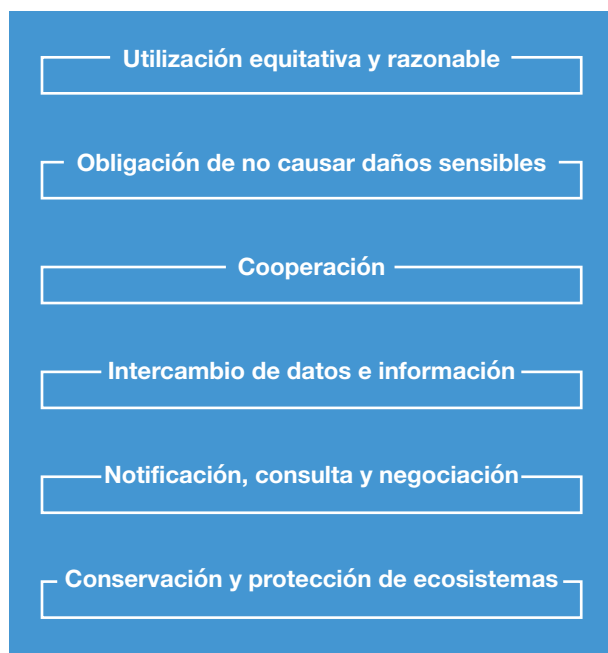 Utilización equitativa y razonable
Obligación de no causar daños sensibles
Cooperación
Intercambio de datos e información
Notificación, consulta y negociación
Conservación y protección de ecosistemas